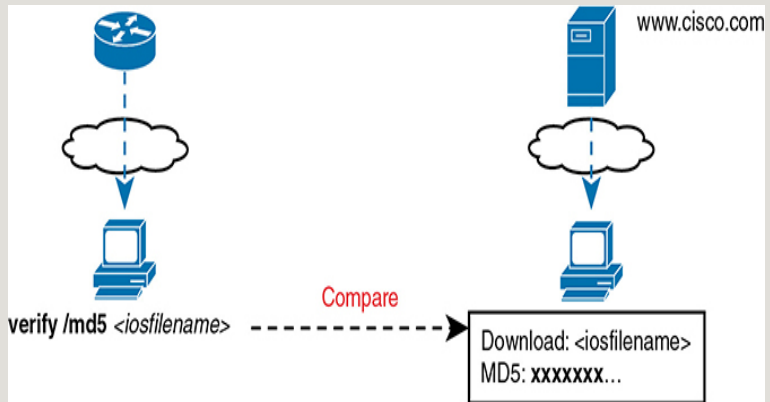 www.cisco.com
Compare
verify /md5 <iosfilename>
Download: <iosfilename>
MD5: xxxxxxx...